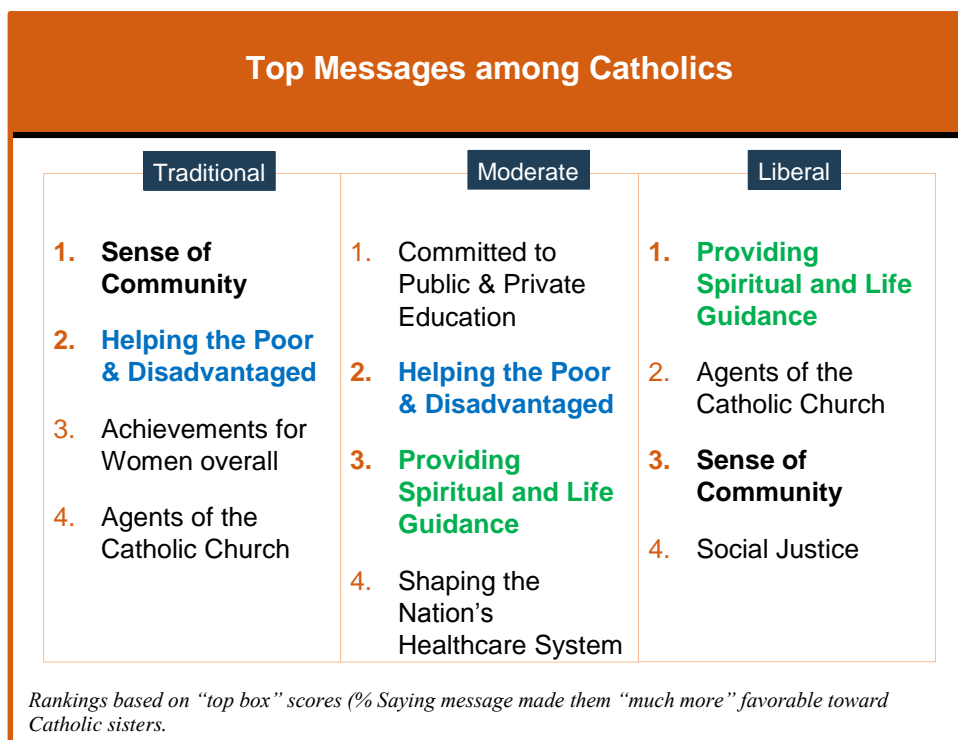 Top Messages among Catholics
Traditional
1. Sense of
Community
2. Helping the Poor
& Disadvantaged
3. Achievements for
Women overall
4. Agents of the
Catholic Church
Moderate
1. Committed to
Public & Private
Education
2. Helping the Poor
& Disadvantaged
3. Providing
Spiritual and Life
Guidance
4. Shaping the
Nation’s
Healthcare System
Liberal
1. Providing
Spiritual and Life
Guidance
2. Agents of the
Catholic Church
3. Sense of
Community
4. Social Justice
Rankings based on “top box” scores (% Saying message made them “much more” favorable toward
Catholic sisters.